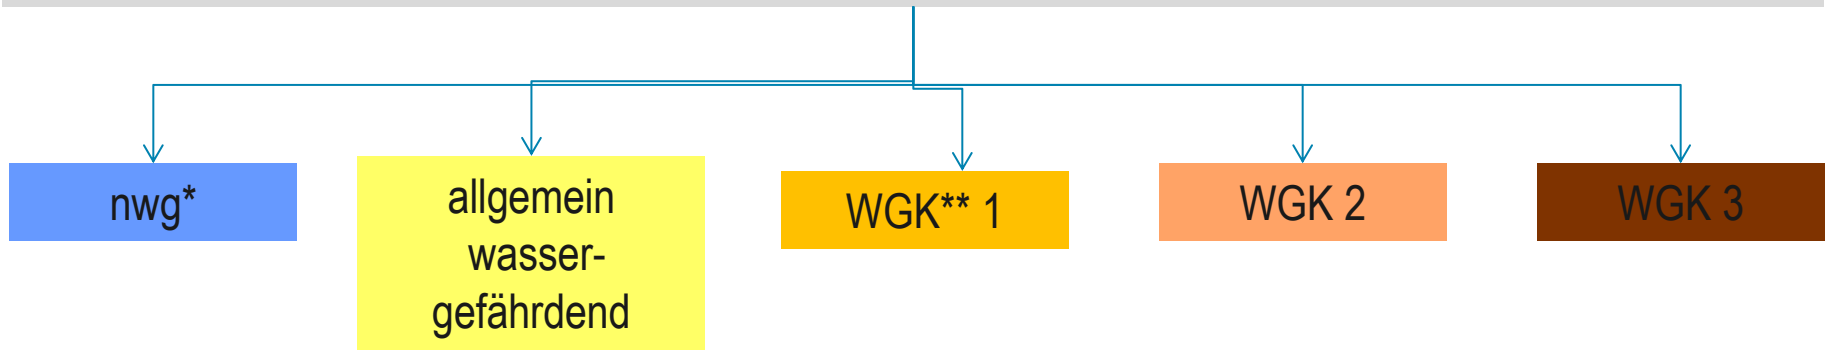 nwg*
allgemein
wasser-
gefährdend
WGK** 1
WGK 2
WGK 3